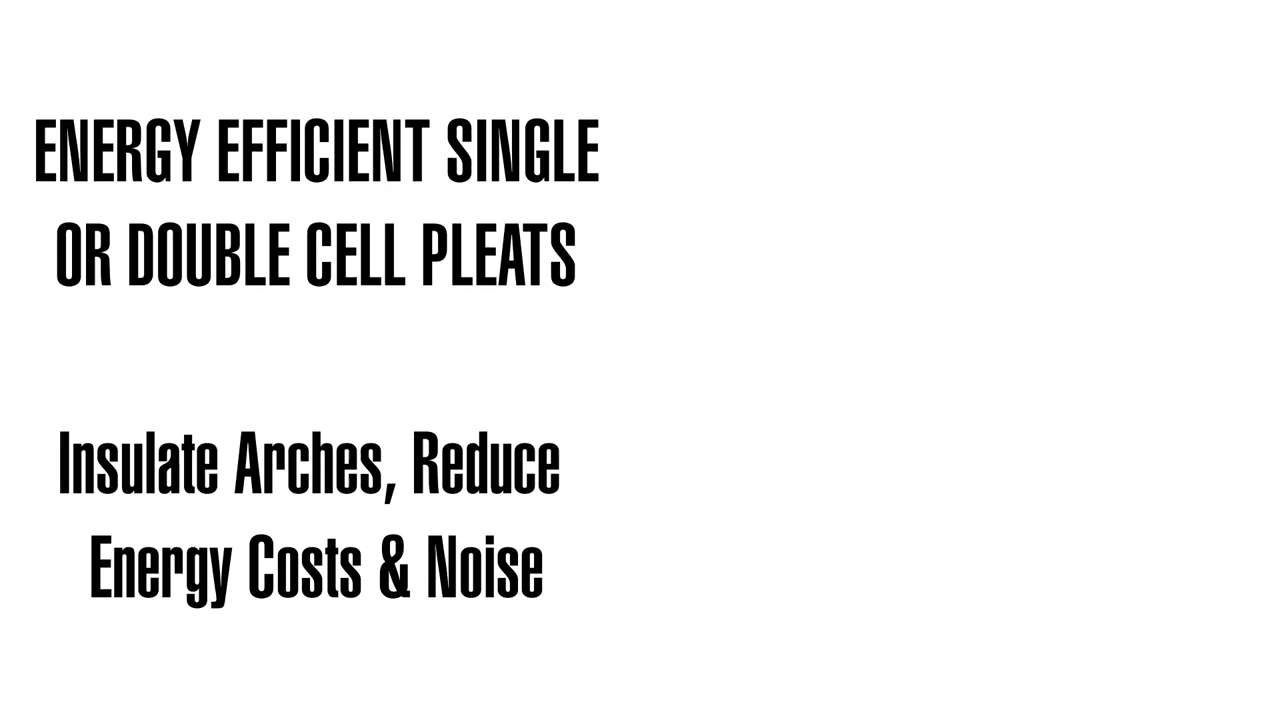 ENERGY EFFICIENT SINGLE
OR DOUBLE CELL PLEATS
Insulate Arches, Reduce
Energy Costs & Noise